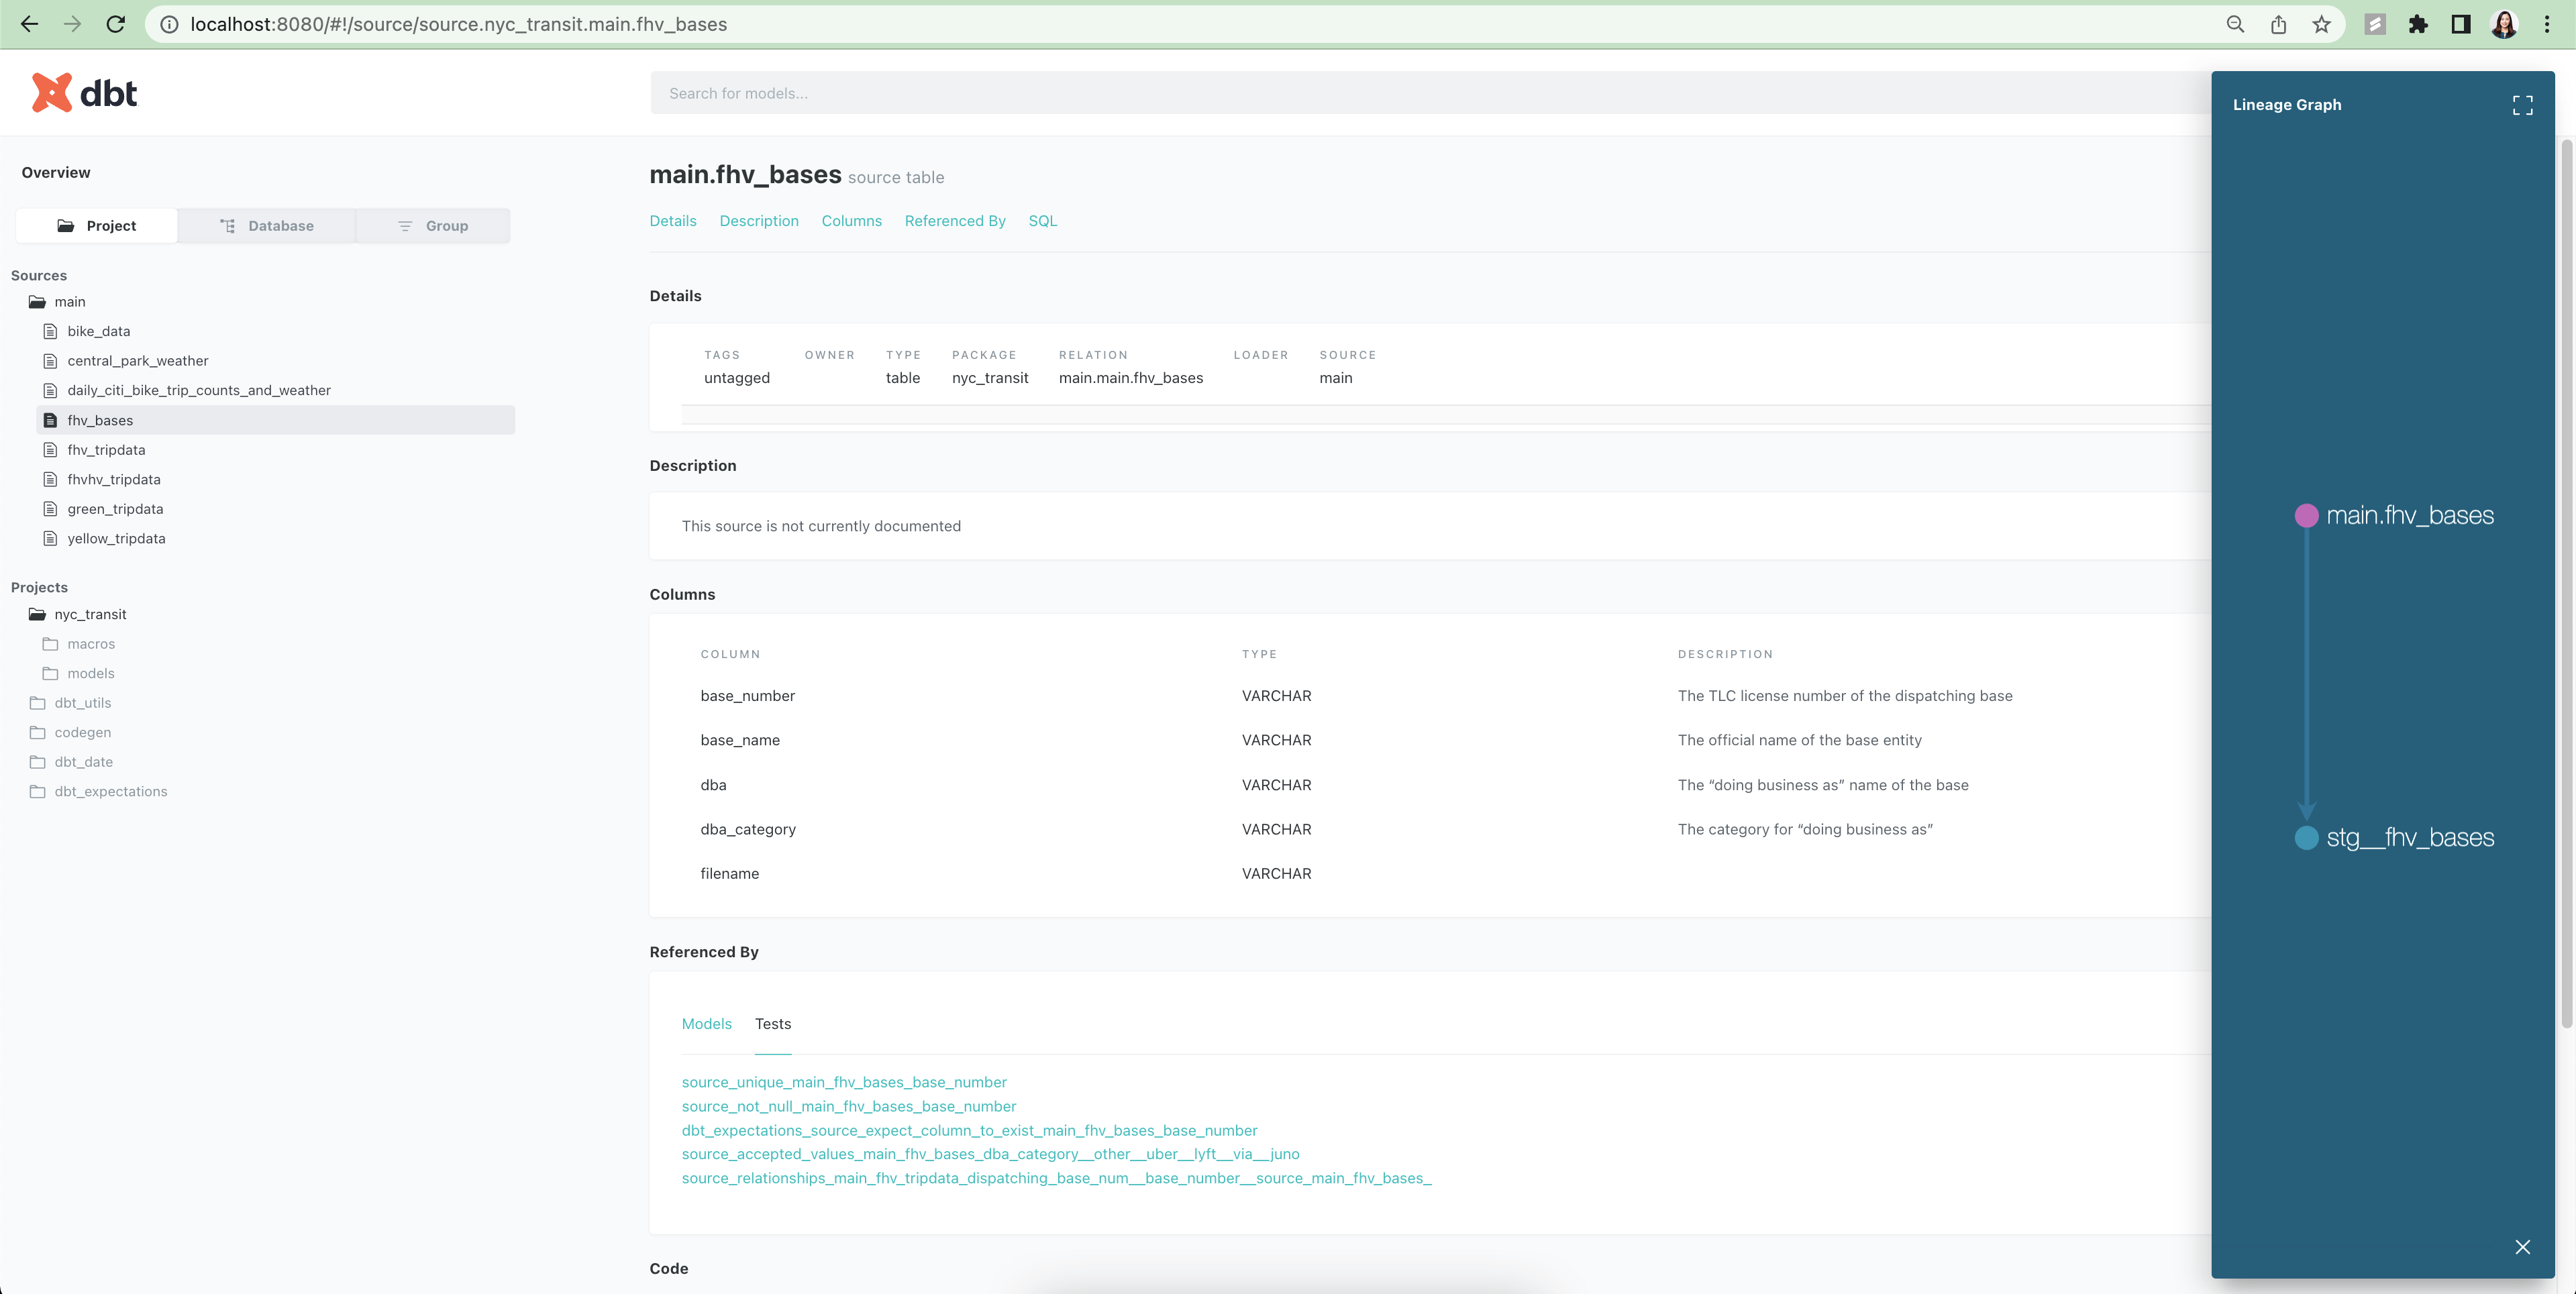 localhost:8080/#!/source/source.nyc_transit.main.fhv_bases
dbt
Search for models...
Overview
Project
Database
Group
Sources
main
bike_data
central_park_weather
daily_citi_bike_trip_counts_and_weather
fhv_bases
fhv_tripdata
fhvhv_tripdata
green_tripdata
yellow_tripdata
Projects
nyc_transit
macros
models
dbt_utils
codegen
dbt_date
dbt_expectations
main.fhv_bases source table
Details Description Columns Referenced By SQL
Details
TAGS OWNER TYPE PACKAGE RELATION LOADER SOURCE
untagged table nyc_transit main.main.fhv_bases main
Description
This source is not currently documented
Columns
COLUMN TYPE DESCRIPTION
base_number VARCHAR The TLC license number of the dispatching base
base_name VARCHAR The official name of the base entity
dba VARCHAR The “doing business as” name of the base
dba_category VARCHAR The category for “doing business as”
filename VARCHAR
Referenced By
Models Tests
source_unique_main_fhv_bases_base_number
source_not_null_main_fhv_bases_base_number
dbt_expectations_source_expect_column_to_exist_main_fhv_bases_base_number
source_accepted_values_main_fhv_bases_dba_category__other__uber__lyft__via__juno
source_relationships_main_fhv_tripdata_dispatching_base_num__base_number__source_main_fhv_bases_
Code
Lineage Graph
main.fhv_bases
stg__fhv_bases